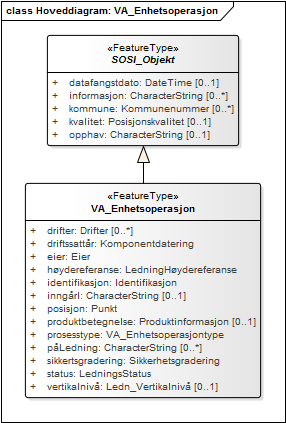 class Hoveddiagram: VA_Enhetsoperasjon
«FeatureType»
SOSI_Objekt
+ datafangstdato: DateTime [0..1]
+ informasjon: CharacterString [0..*]
+ kommune: Kommunenummer [0..*]
+ kvalitet: Posisjonskvalitet [0..1]
+ opphav: CharacterString [0..1]
«FeatureType»
VA_Enhetsoperasjon
+ drifter: Drifter [0..*]
+ driftssattår: Komponentdatering
+ eier: Eier
+ høydereferanse: LedningHøydereferanse
+ identifikasjon: Identifikasjon
+ inngårI: CharacterString [0..1]
+ posisjon: Punkt
+ produktbetegnelse: Produktinformasjon [0..1]
+ prosesstype: VA_Enhetsoperasjontype
+ påLedning: CharacterString [0..*]
+ sikkertsgradering: Sikkerhetsgradering
+ status: LedningsStatus
+ vertikalnivå: Ledn_VertikalNivå [0..1]